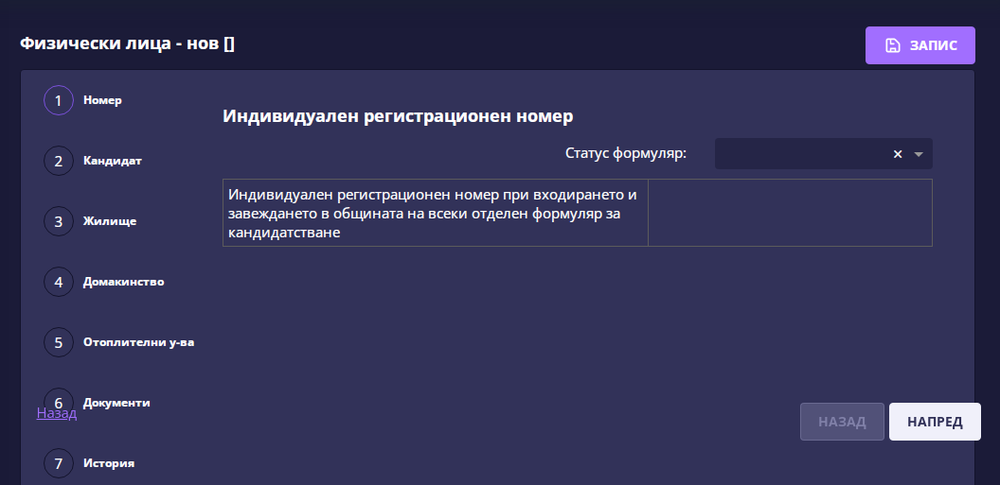 Физически лица - нов []
ЗАПИС
1 Номер
Индивидуален регистрационен номер
Статус формуляр:
2 Кандидат
Индивидуален регистрационен номер при входирането и
завеждането в общината на всеки отделен формуляр за
кандидатстване
3 Жилище
4 Домакинство
5 Отоплителни у-ва
6 Документи
Назад
НАЗАД
НАПРЕД
7 История